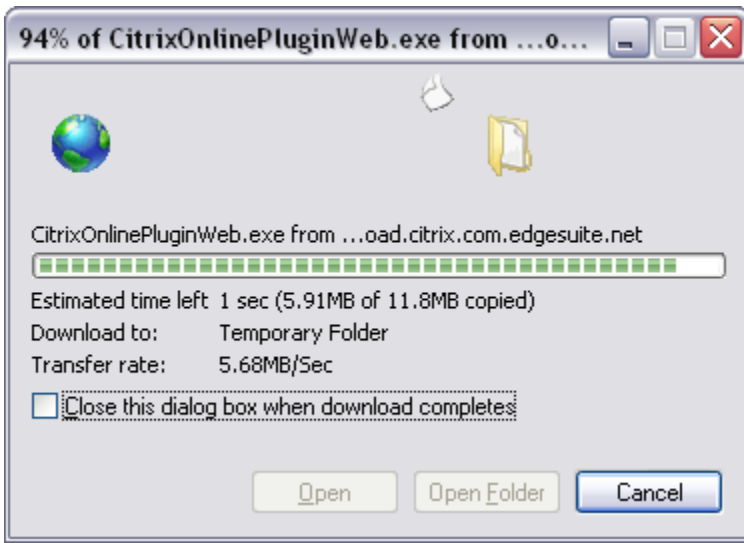 94% of CitrixOnlinePluginWeb.exe from ...o...
CitrixOnlinePluginWeb.exe from ...oad.citrix.com.edgesuite.net
Estimated time left 1 sec (5.91MB of 11.8MB copied)
Download to: Temporary Folder
Transfer rate: 5.68MB/Sec
Close this dialog box when download completes
Open Open Folder Cancel